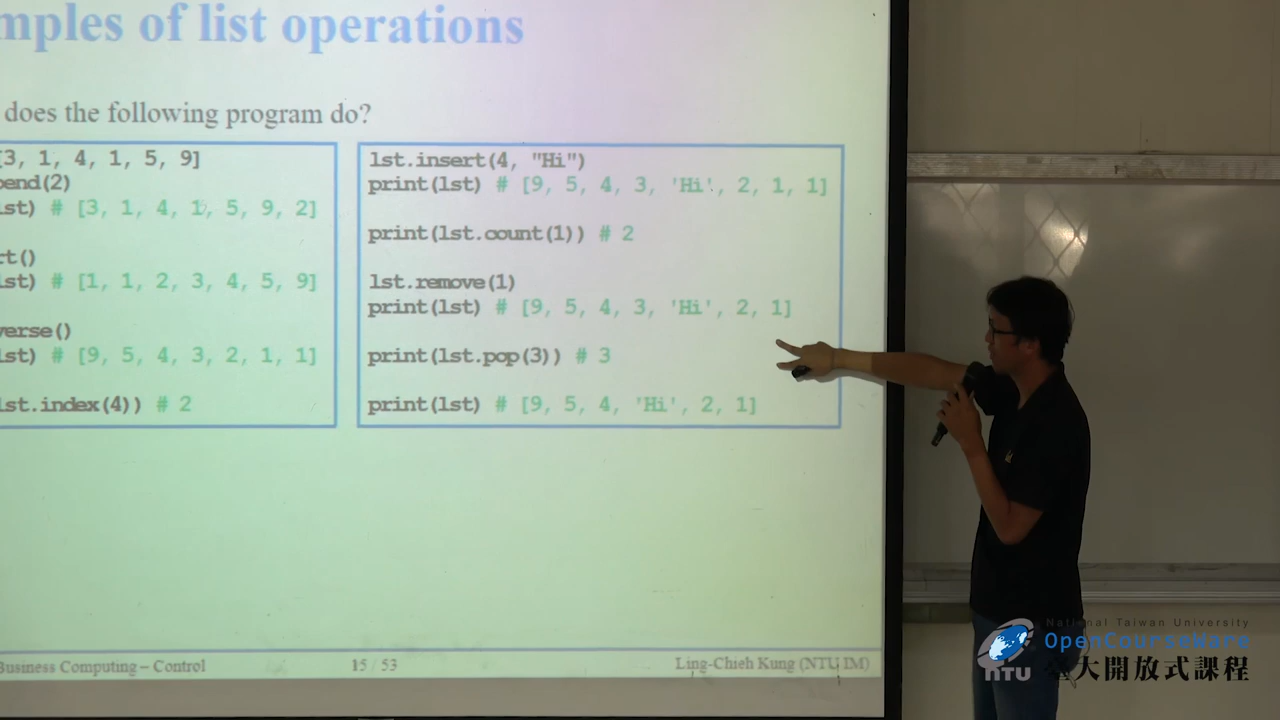 mples of list operations
does the following program do?
[3, 1, 4, 1, 5, 9]
pend(2)
lst) # [3, 1, 4, 1, 5, 9, 2]
rt()
lst) # [1, 1, 2, 3, 4, 5, 9]
verse()
lst) # [9, 5, 4, 3, 2, 1, 1]
lst.index(4)) # 2
lst.insert(4, "Hi")
print(lst) # [9, 5, 4, 3, 'Hi', 2, 1, 1]
print(lst.count(1)) # 2
lst.remove(1)
print(lst) # [9, 5, 4, 3, 'Hi', 2, 1]
print(lst.pop(3)) # 3
print(lst) # [9, 5, 4, 'Hi', 2, 1]
Business Computing – Control
15 / 53
Ling-Chieh Kung (NTU IM)
National Taiwan University
OpenCourseWare
臺大開放式課程
NTU